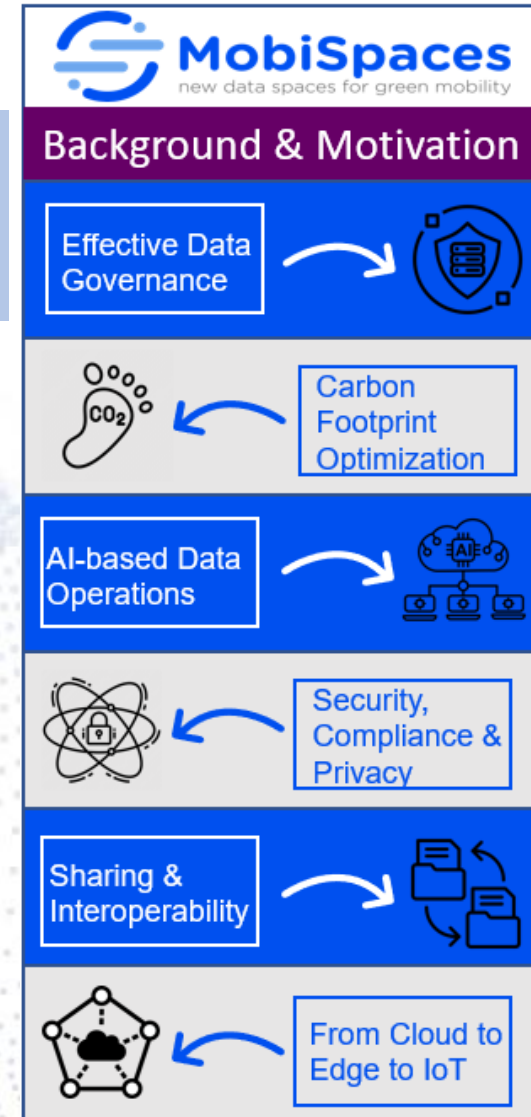 MobiSpaces
new data spaces for green mobility
Background & Motivation
Effective Data
Governance
CO₂
Carbon
Footprint
Optimization
AI-based Data
Operations
AI
Security,
Compliance &
Privacy
Sharing &
Interoperability
From Cloud to
Edge to IoT